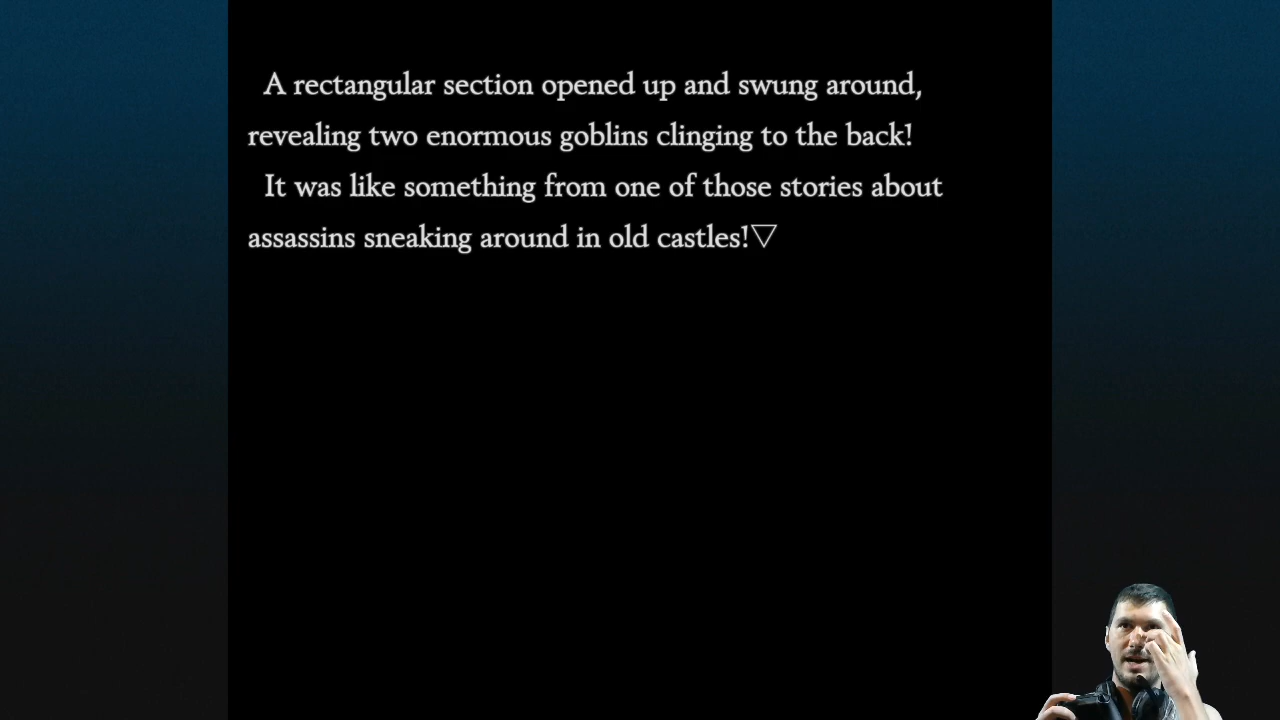 A rectangular section opened up and swung around,
revealing two enormous goblins clinging to the back!
It was like something from one of those stories about
assassins sneaking around in old castles!▽